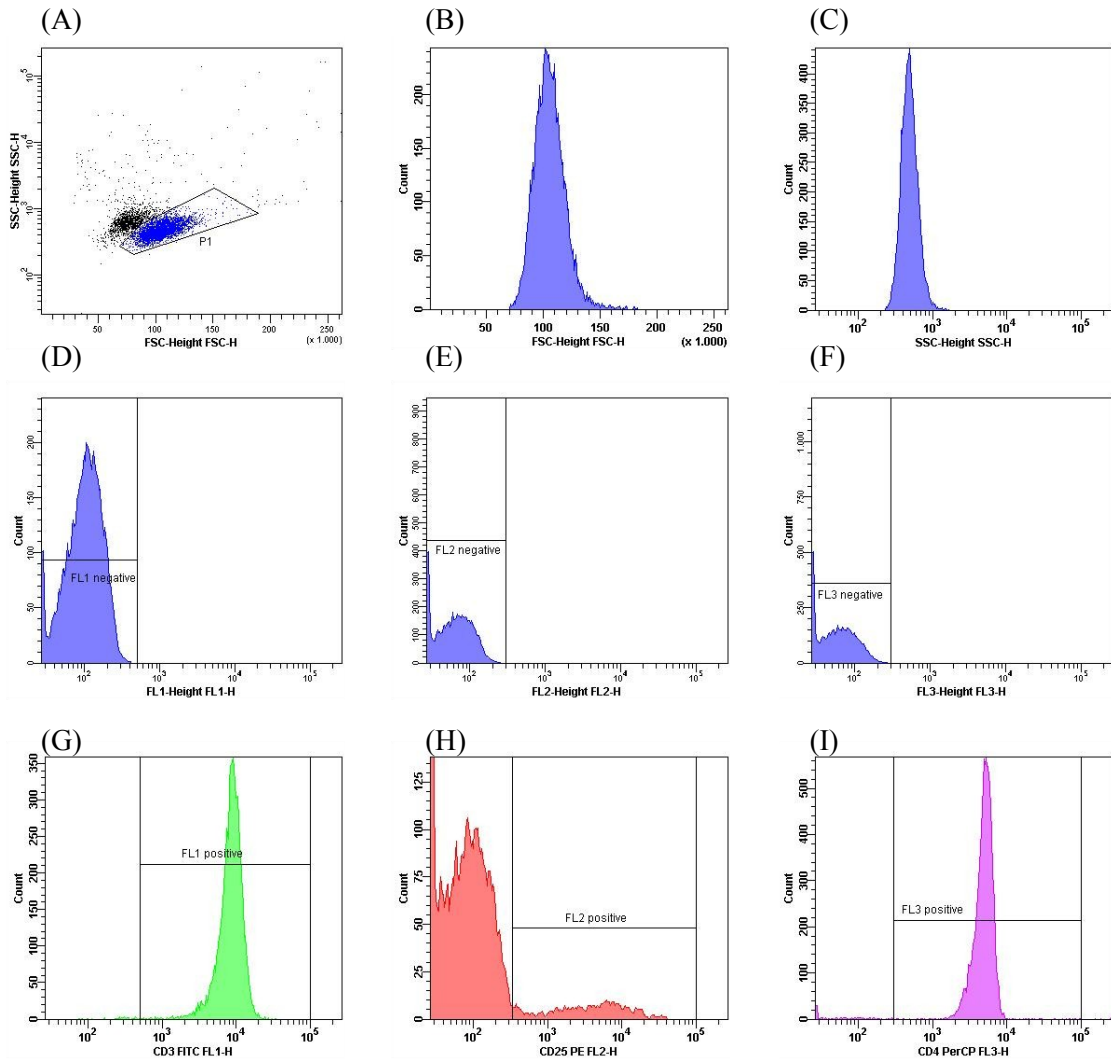 (A)
SSC-Height SSC-H
10^5
10^4
10^3
10^2
P1
50 100 150 200 250
FSC-Height FSC-H
(x 1.000)
(B)
Count
200
150
100
50
0
50 100 150 200 250
FSC-Height FSC-H
(x 1.000)
(C)
Count
400
350
300
250
200
150
100
50
0
10^2 10^3 10^4 10^5
SSC-Height SSC-H
(D)
Count
200
150
100
50
0
FL1 negative
10^2 10^3 10^4 10^5
FL1-Height FL1-H
(E)
Count
900
800
700
600
500
400
300
200
100
0
FL2 negative
10^2 10^3 10^4 10^5
FL2-Height FL2-H
(F)
Count
1.000
750
500
250
0
FL3 negative
10^2 10^3 10^4 10^5
FL3-Height FL3-H
(G)
Count
350
300
250
200
150
100
50
0
FL1 positive
10^2 10^3 10^4 10^5
CD3 FITC FL1-H
(H)
Count
125
100
75
50
25
0
FL2 positive
10^2 10^3 10^4 10^5
CD25 PE FL2-H
(I)
Count
500
400
300
200
100
0
FL3 positive
10^2 10^3 10^4 10^5
CD4 PerCP FL3-H